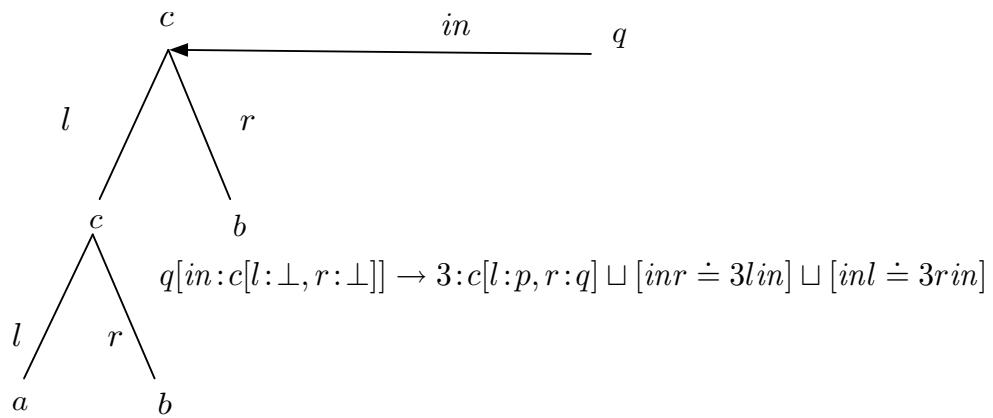 c
in
q
l
r
c
b
q[in:c[l:⊥, r:⊥]] → 3:c[l:p, r:q] ⊔ [inr ≐ 3lin] ⊔ [inl ≐ 3rin]
l
r
a
b